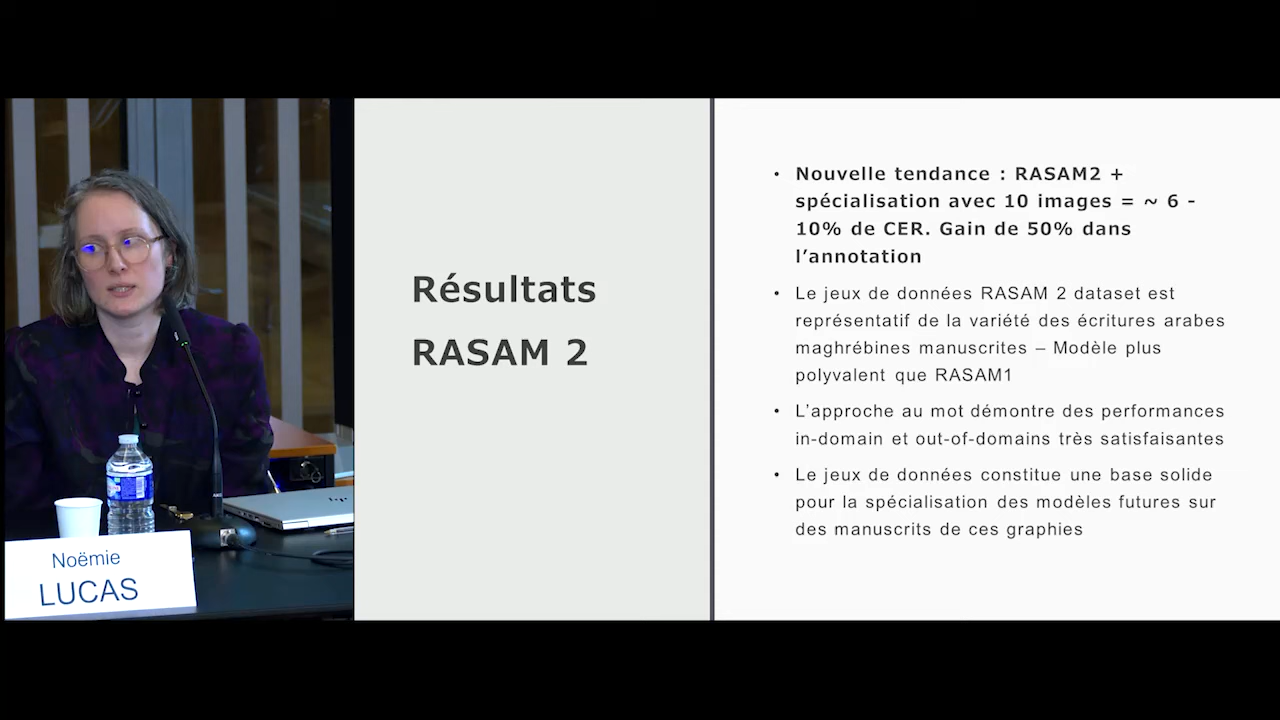 Noëmie
LUCAS
Résultats
RASAM 2
• Nouvelle tendance : RASAM2 +
spécialisation avec 10 images = ~ 6 -
10% de CER. Gain de 50% dans
l’annotation
• Le jeux de données RASAM 2 dataset est
représentatif de la variété des écritures arabes
maghrébines manuscrites – Modèle plus
polyvalent que RASAM1
• L’approche au mot démontre des performances
in-domain et out-of-domains très satisfaisantes
• Le jeux de données constitue une base solide
pour la spécialisation des modèles futures sur
des manuscrits de ces graphies